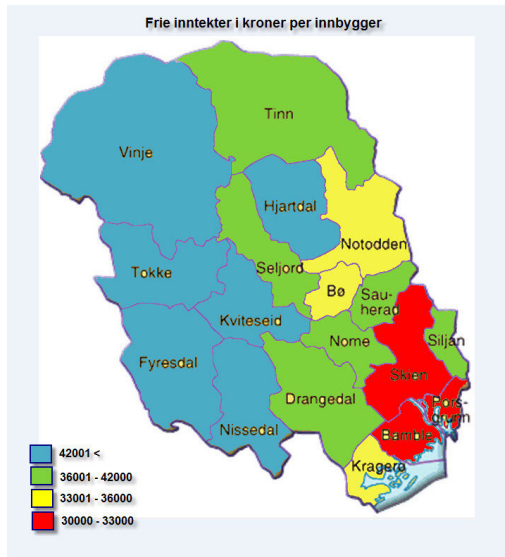 Frie inntekter i kroner per innbygger
Tinn
Vinje
Hjartdal
Notodden
Seljord
Tokke
Bø
Sau-
herad
Kviteseid
Nome
Siljan
Fyresdal
Skien
Drangedal
Pors-
grunn
Nissedal
Bamble
Kragerø
42001 <
36001 - 42000
33001 - 36000
30000 - 33000